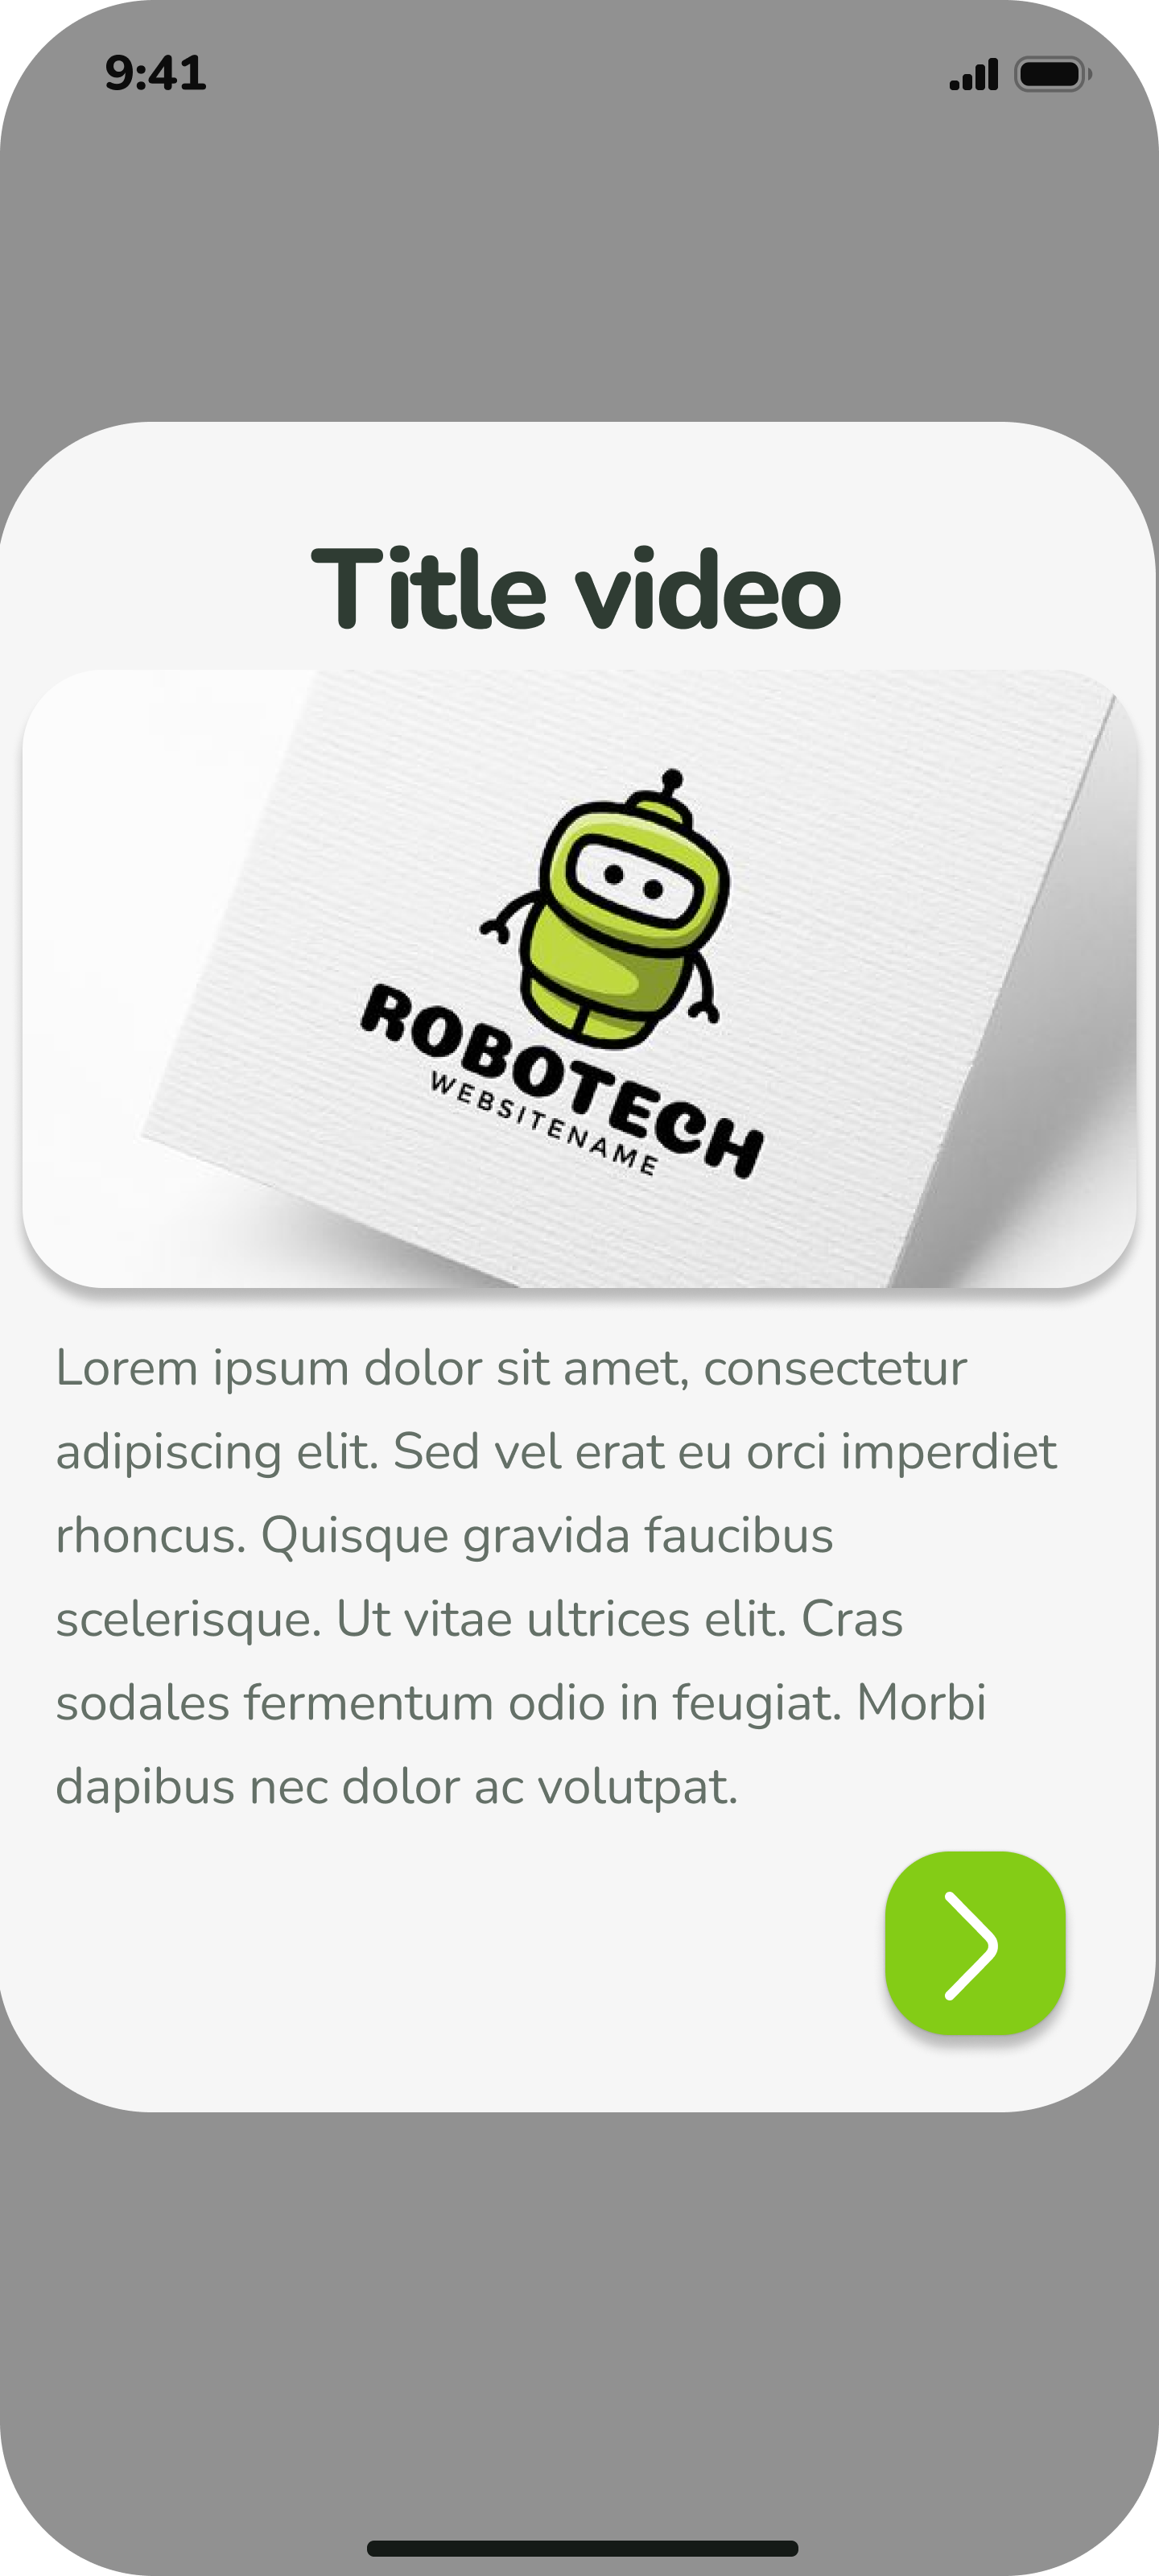 9:41
Title video
ROBOTECH
WEBSITENAME
Lorem ipsum dolor sit amet, consectetur
adipiscing elit. Sed vel erat eu orci imperdiet
rhoncus. Quisque gravida faucibus
scelerisque. Ut vitae ultrices elit. Cras
sodales fermentum odio in feugiat. Morbi
dapibus nec dolor ac volutpat.